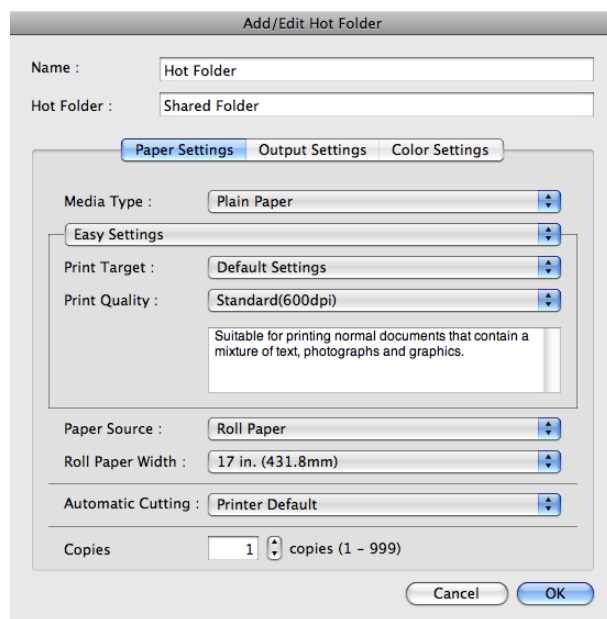 Add/Edit Hot Folder
Name : Hot Folder
Hot Folder : Shared Folder
Paper Settings Output Settings Color Settings
Media Type : Plain Paper
Easy Settings
Print Target : Default Settings
Print Quality : Standard(600dpi)
Suitable for printing normal documents that contain a
mixture of text, photographs and graphics.
Paper Source : Roll Paper
Roll Paper Width : 17 in. (431.8mm)
Automatic Cutting : Printer Default
Copies 1 copies (1 – 999)
Cancel OK